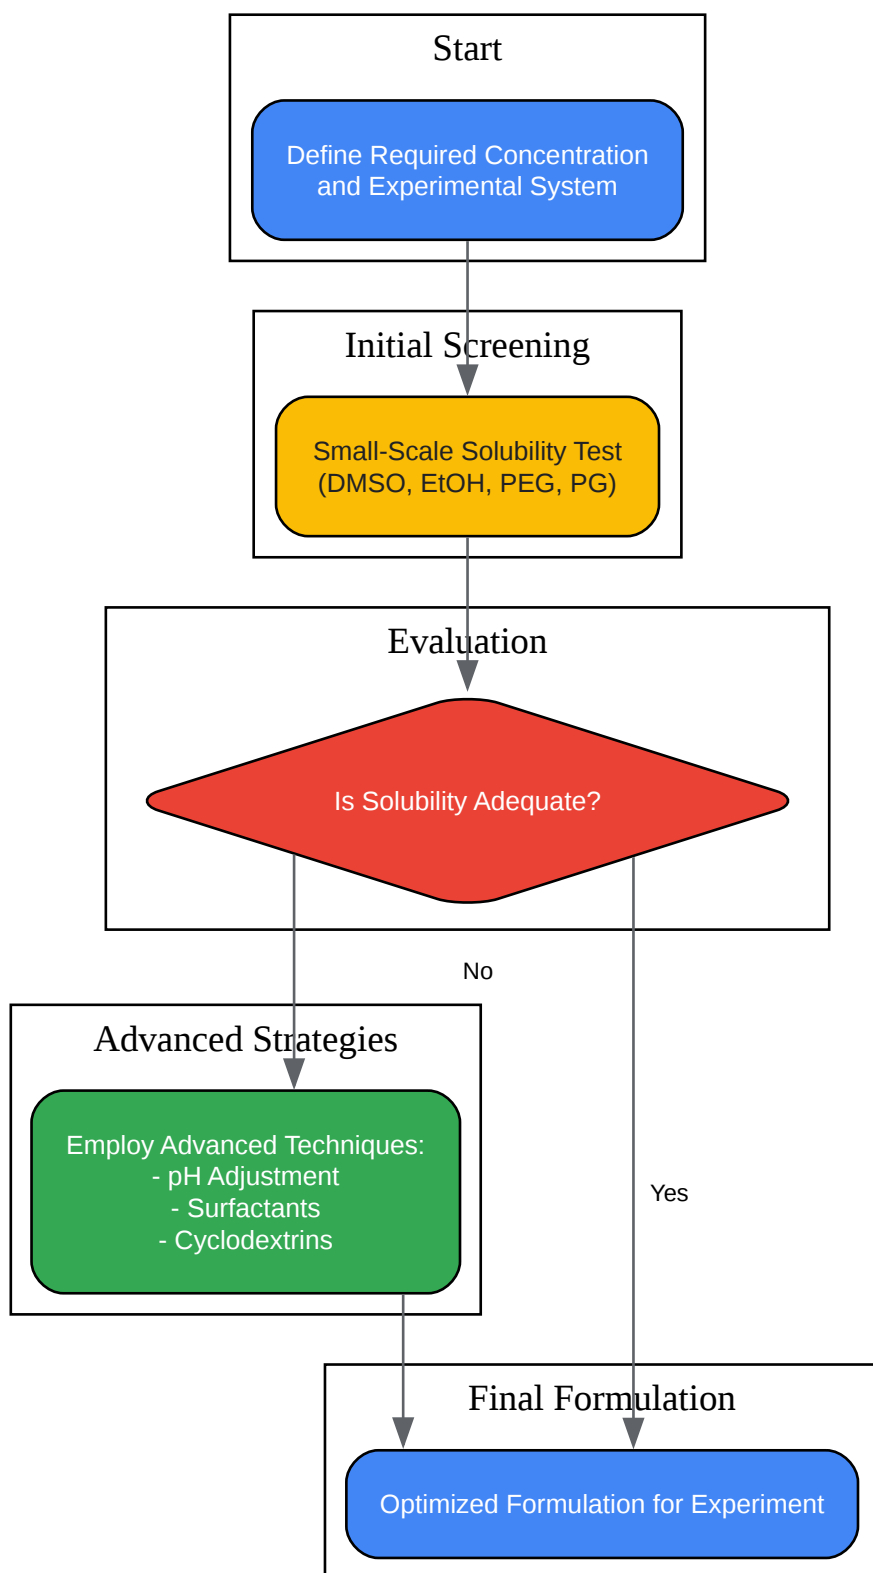 Start
Define Required Concentration
and Experimental System
Initial Screening
Small-Scale Solubility Test
(DMSO, EtOH, PEG, PG)
Evaluation
Is Solubility Adequate?
No
Advanced Strategies
Employ Advanced Techniques:
- pH Adjustment
- Surfactants
- Cyclodextrins
Yes
Final Formulation
Optimized Formulation for Experiment